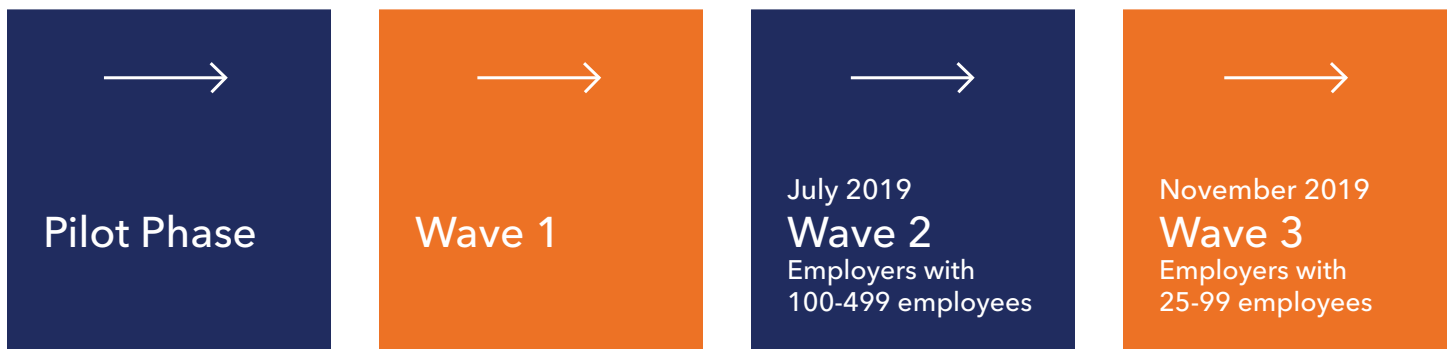 Pilot Phase
Wave 1
July 2019
Wave 2
Employers with
100-499 employees
November 2019
Wave 3
Employers with
25-99 employees